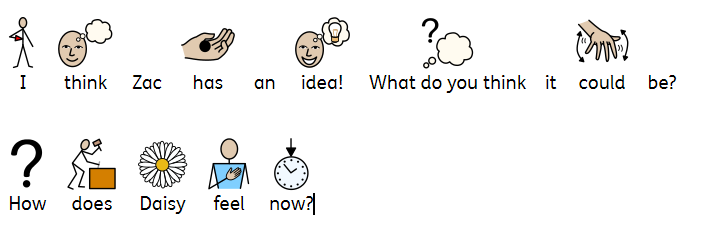 I think Zac has an idea! What do you think it could be?
How does Daisy feel now?